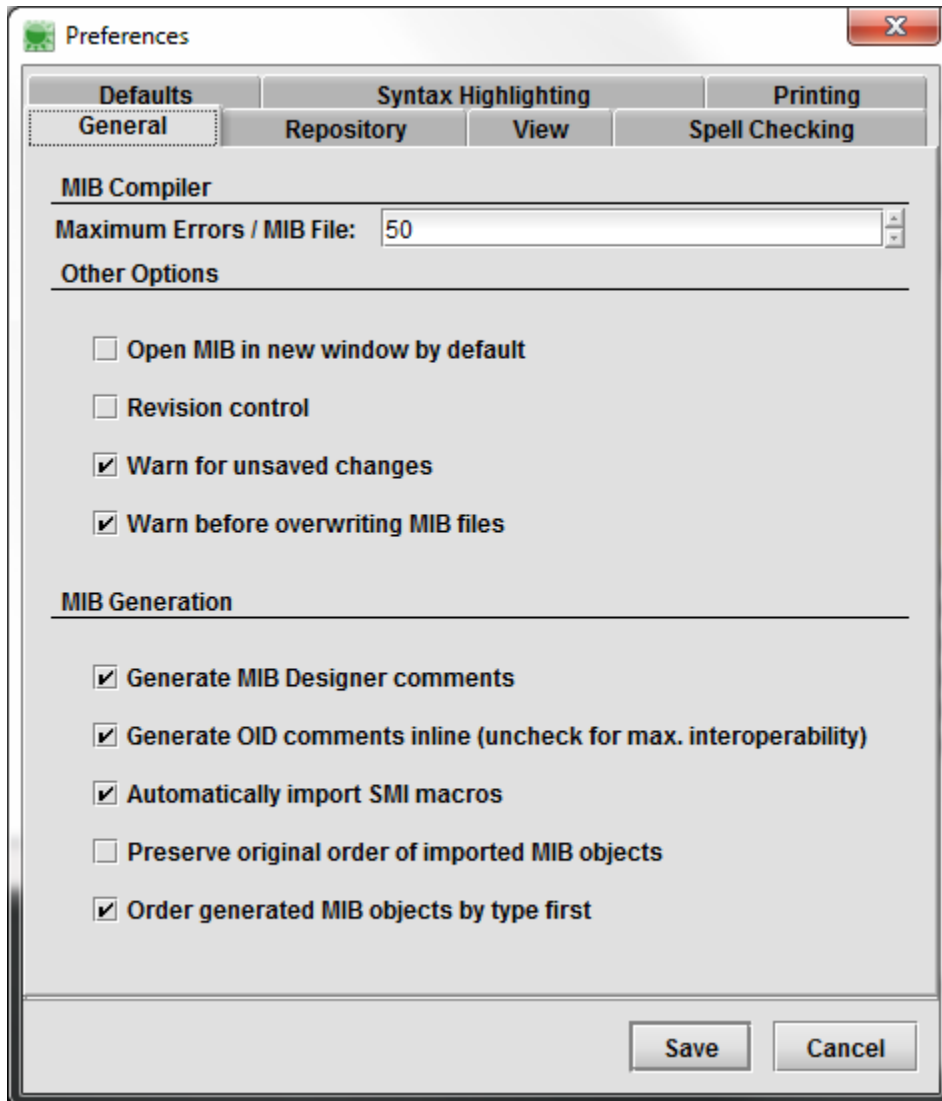 Preferences
Defaults Syntax Highlighting Printing
General Repository View Spell Checking
MIB Compiler
Maximum Errors / MIB File: 50
Other Options
Open MIB in new window by default
Revision control
Warn for unsaved changes
Warn before overwriting MIB files
MIB Generation
Generate MIB Designer comments
Generate OID comments inline (uncheck for max. interoperability)
Automatically import SMI macros
Preserve original order of imported MIB objects
Order generated MIB objects by type first
Save Cancel